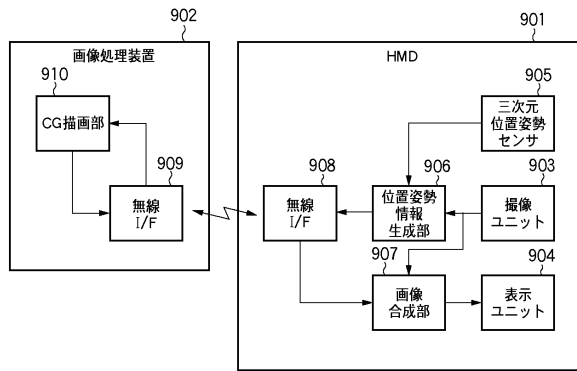 902
画像処理装置
910
CG描画部
909
無線
I/F
901
HMD
905
三次元
位置姿勢
センサ
908
無線
I/F
906
位置姿勢
情報
生成部
903
撮像
ユニット
907
画像
合成部
904
表示
ユニット